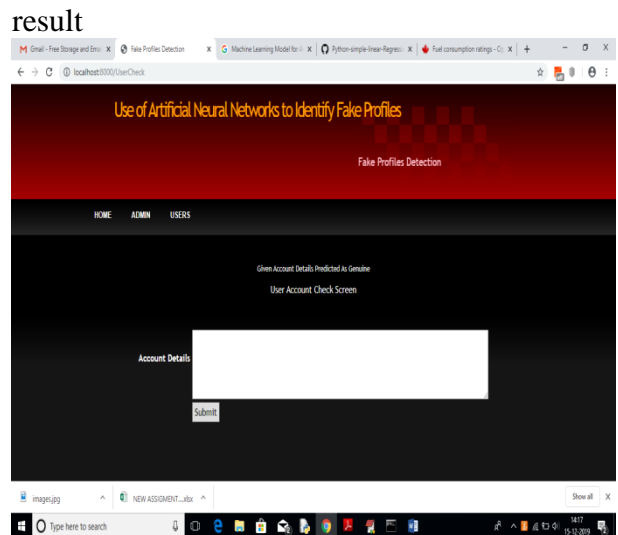 result
Gmail - Free Storage and Ema
Fake Profiles Detection
Machine Learning Model for
Python-simple-linear-Regressi
Fuel consumption ratings - Op
localhost:8000/UserCheck
Use of Artificial Neural Networks to Identify Fake Profiles
Fake Profiles Detection
HOME ADMIN USERS
Given Account Details Predicted As Genuine
User Account Check Screen
Account Details
Submit
images.jpg
NEW ASSIGMENT....xlsx
Show all
Type here to search
14:17
15-12-2019